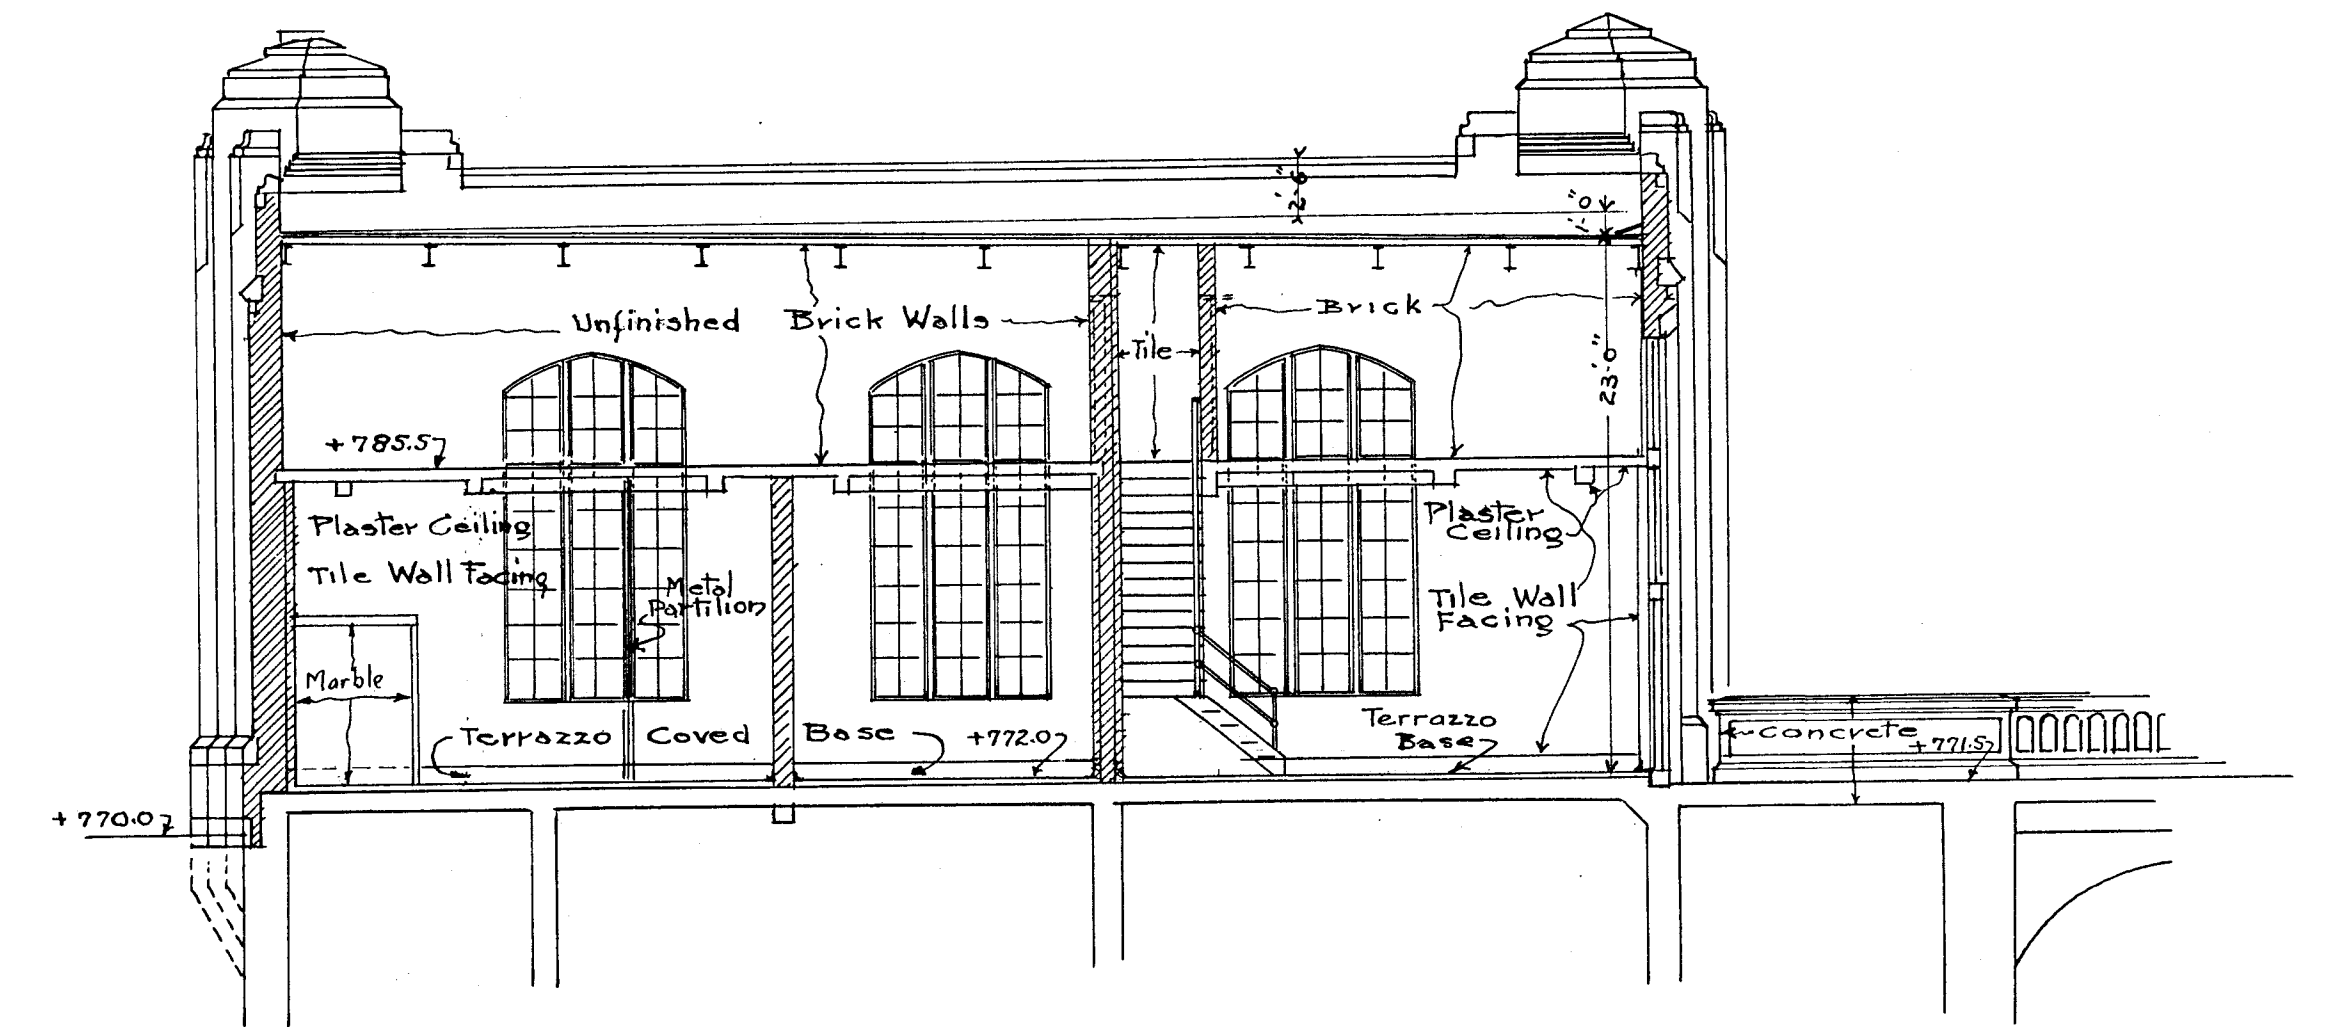 2'-6"
1'-0"
Unfinished Brick Walls
Brick
Tile
23'-0"
+785.5
Plaster Ceiling
Tile Wall Facing
Metal
Partition
Plaster
Ceiling
Tile Wall
Facing
Marble
Terrazzo Coved Base
+772.0
Terrazzo
Base
Concrete
+771.5
+770.0